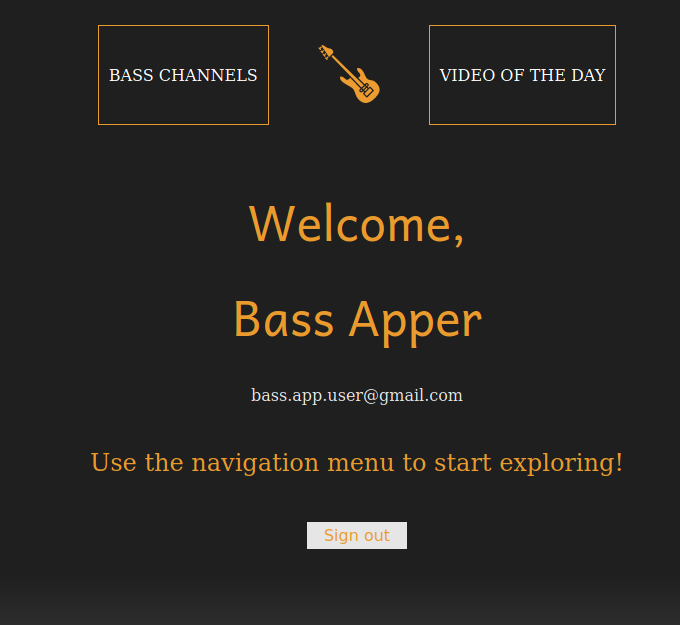 BASS CHANNELS
VIDEO OF THE DAY
Welcome,
Bass Apper
bass.app.user@gmail.com
Use the navigation menu to start exploring!
Sign out